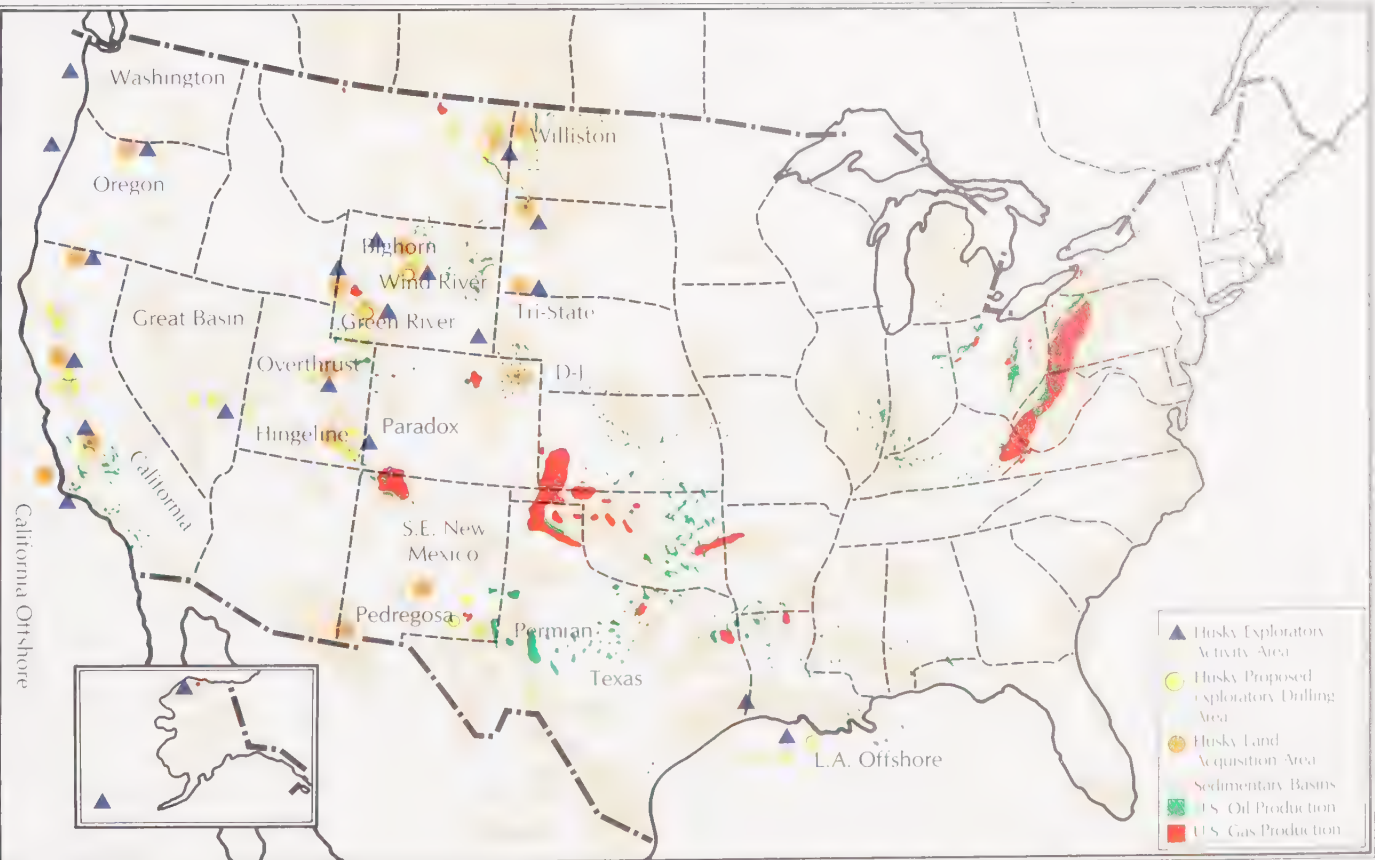 Washington
Williston
Oregon
Bighorn
Wind River
Great Basin
Green River
Tri-State
Overthrust
D-J
Hingeline
Paradox
California
California Offshore
S.E. New
Mexico
Pedregosa
Permian
Texas
L.A. Offshore
Husky Exploratory
Activity Area
Husky Proposed
Exploratory Drilling
Area
Husky Land
Acquisition Area
Sedimentary Basins
U.S. Oil Production
U.S. Gas Production